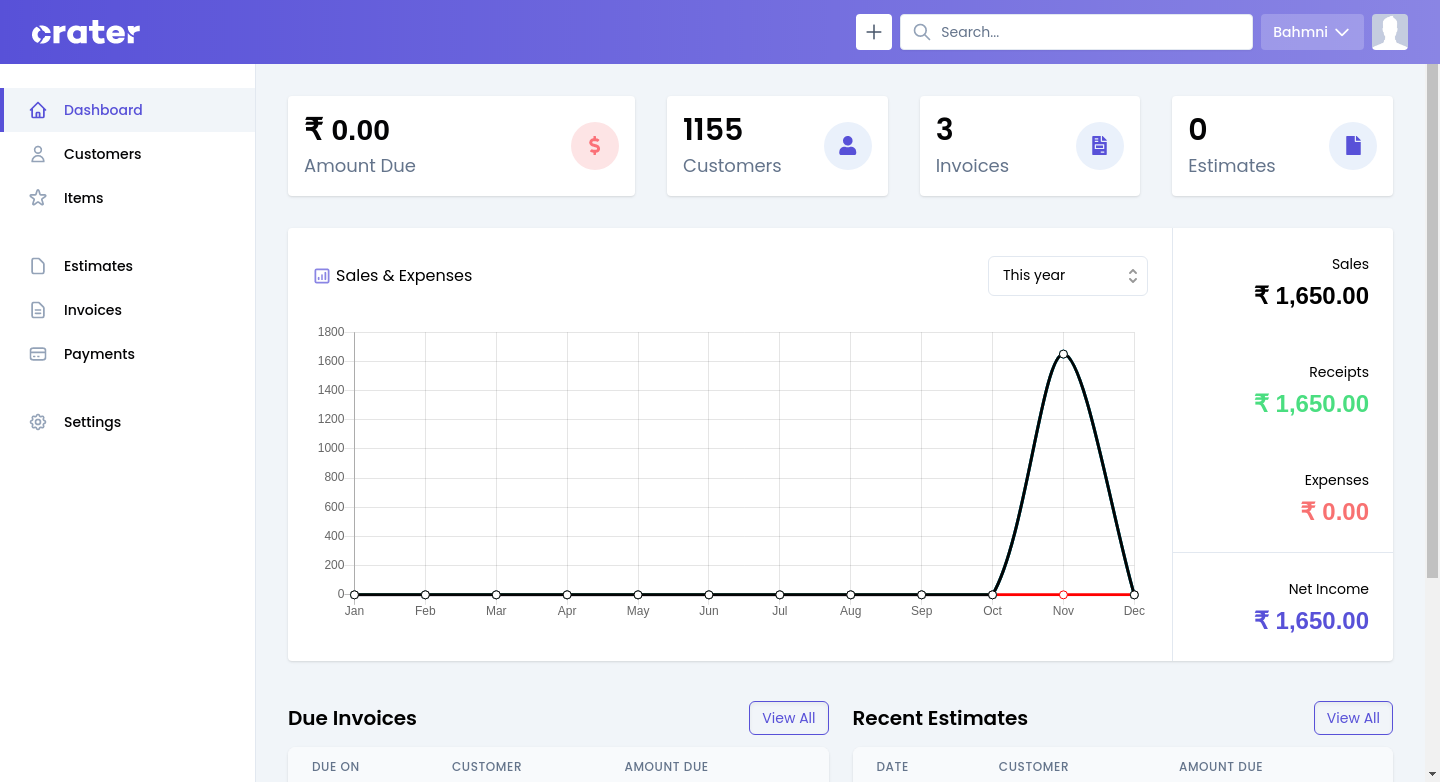 crater
Search...
Bahmni
Dashboard
Customers
Items
Estimates
Invoices
Payments
Settings
₹ 0.00
Amount Due
1155
Customers
3
Invoices
0
Estimates
Sales & Expenses
This year
1800
1600
1400
1200
1000
800
600
400
200
0
Jan Feb Mar Apr May Jun Jul Aug Sep Oct Nov Dec
Sales
₹ 1,650.00
Receipts
₹ 1,650.00
Expenses
₹ 0.00
Net Income
₹ 1,650.00
Due Invoices
View All
DUE ON CUSTOMER AMOUNT DUE
Recent Estimates
View All
DATE CUSTOMER AMOUNT DUE